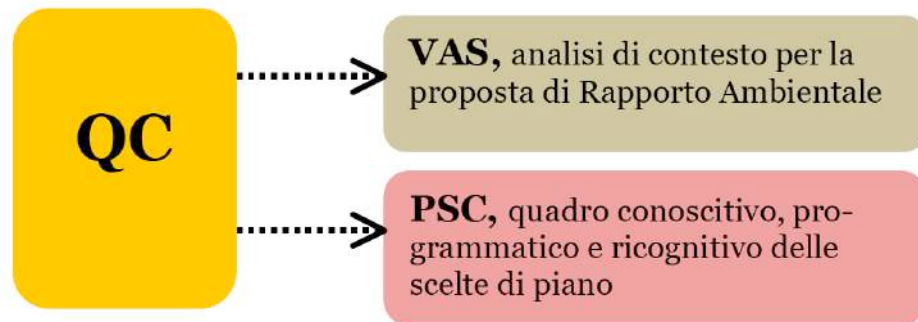 QC
VAS, analisi di contesto per la
proposta di Rapporto Ambientale
PSC, quadro conoscitivo, pro-
grammatico e ricognitivo delle
scelte di piano